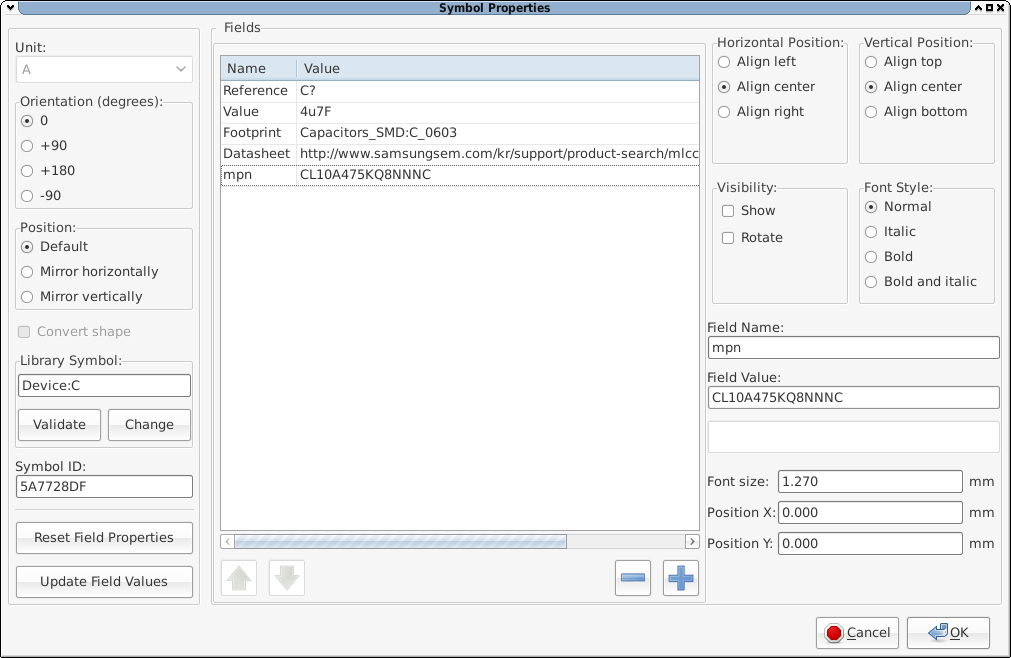 Symbol Properties
Unit:
A
Orientation (degrees):
0
+90
+180
-90
Position:
Default
Mirror horizontally
Mirror vertically
Convert shape
Library Symbol:
Device:C
Validate Change
Symbol ID:
5A7728DF
Reset Field Properties
Update Field Values
Fields
Name Value
Reference C?
Value 4u7F
Footprint Capacitors_SMD:C_0603
Datasheet http://www.samsungsem.com/kr/support/product-search/mlcc
mpn CL10A475KQ8NNNC
Horizontal Position:
Align left
Align center
Align right
Vertical Position:
Align top
Align center
Align bottom
Visibility:
Show
Rotate
Font Style:
Normal
Italic
Bold
Bold and italic
Field Name:
mpn
Field Value:
CL10A475KQ8NNNC
Font size: 1.270 mm
Position X: 0.000 mm
Position Y: 0.000 mm
Cancel OK